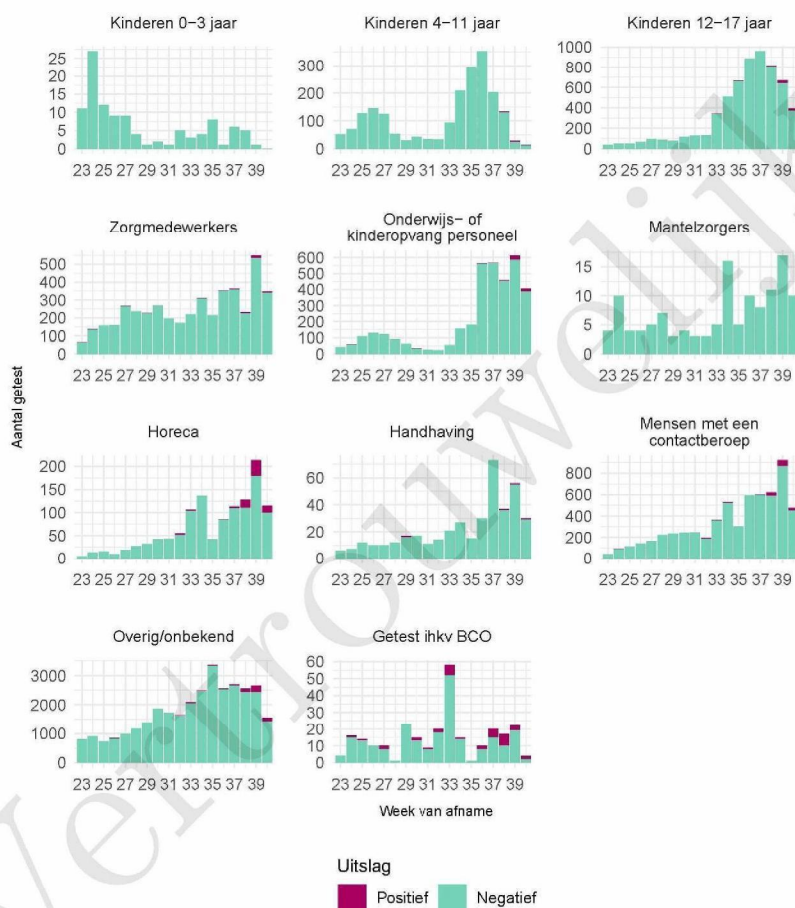 Kinderen 0–3 jaar
Kinderen 4–11 jaar
Kinderen 12–17 jaar
25
20
15
10
5
0
23 25 27 29 31 33 35 37 39
300
200
100
0
23 25 27 29 31 33 35 37 39
1000
800
600
400
200
0
23 25 27 29 31 33 35 37 39
Zorgmedewerkers
Onderwijs– of
kinderopvang personeel
Mantelzorgers
500
400
300
200
100
0
23 25 27 29 31 33 35 37 39
600
500
400
300
200
100
0
23 25 27 29 31 33 35 37 39
15
10
5
0
23 25 27 29 31 33 35 37 39
Aantal getest
Horeca
Handhaving
Mensen met een
contactberoep
200
150
100
50
0
23 25 27 29 31 33 35 37 39
60
40
20
0
23 25 27 29 31 33 35 37 39
800
600
400
200
0
23 25 27 29 31 33 35 37 39
Overig/onbekend
Getest ihkv BCO
3000
2000
1000
0
23 25 27 29 31 33 35 37 39
60
50
40
30
20
10
0
23 25 27 29 31 33 35 37 39
Week van afname
Uitslag
Positief
Negatief
Vertrouwelijk